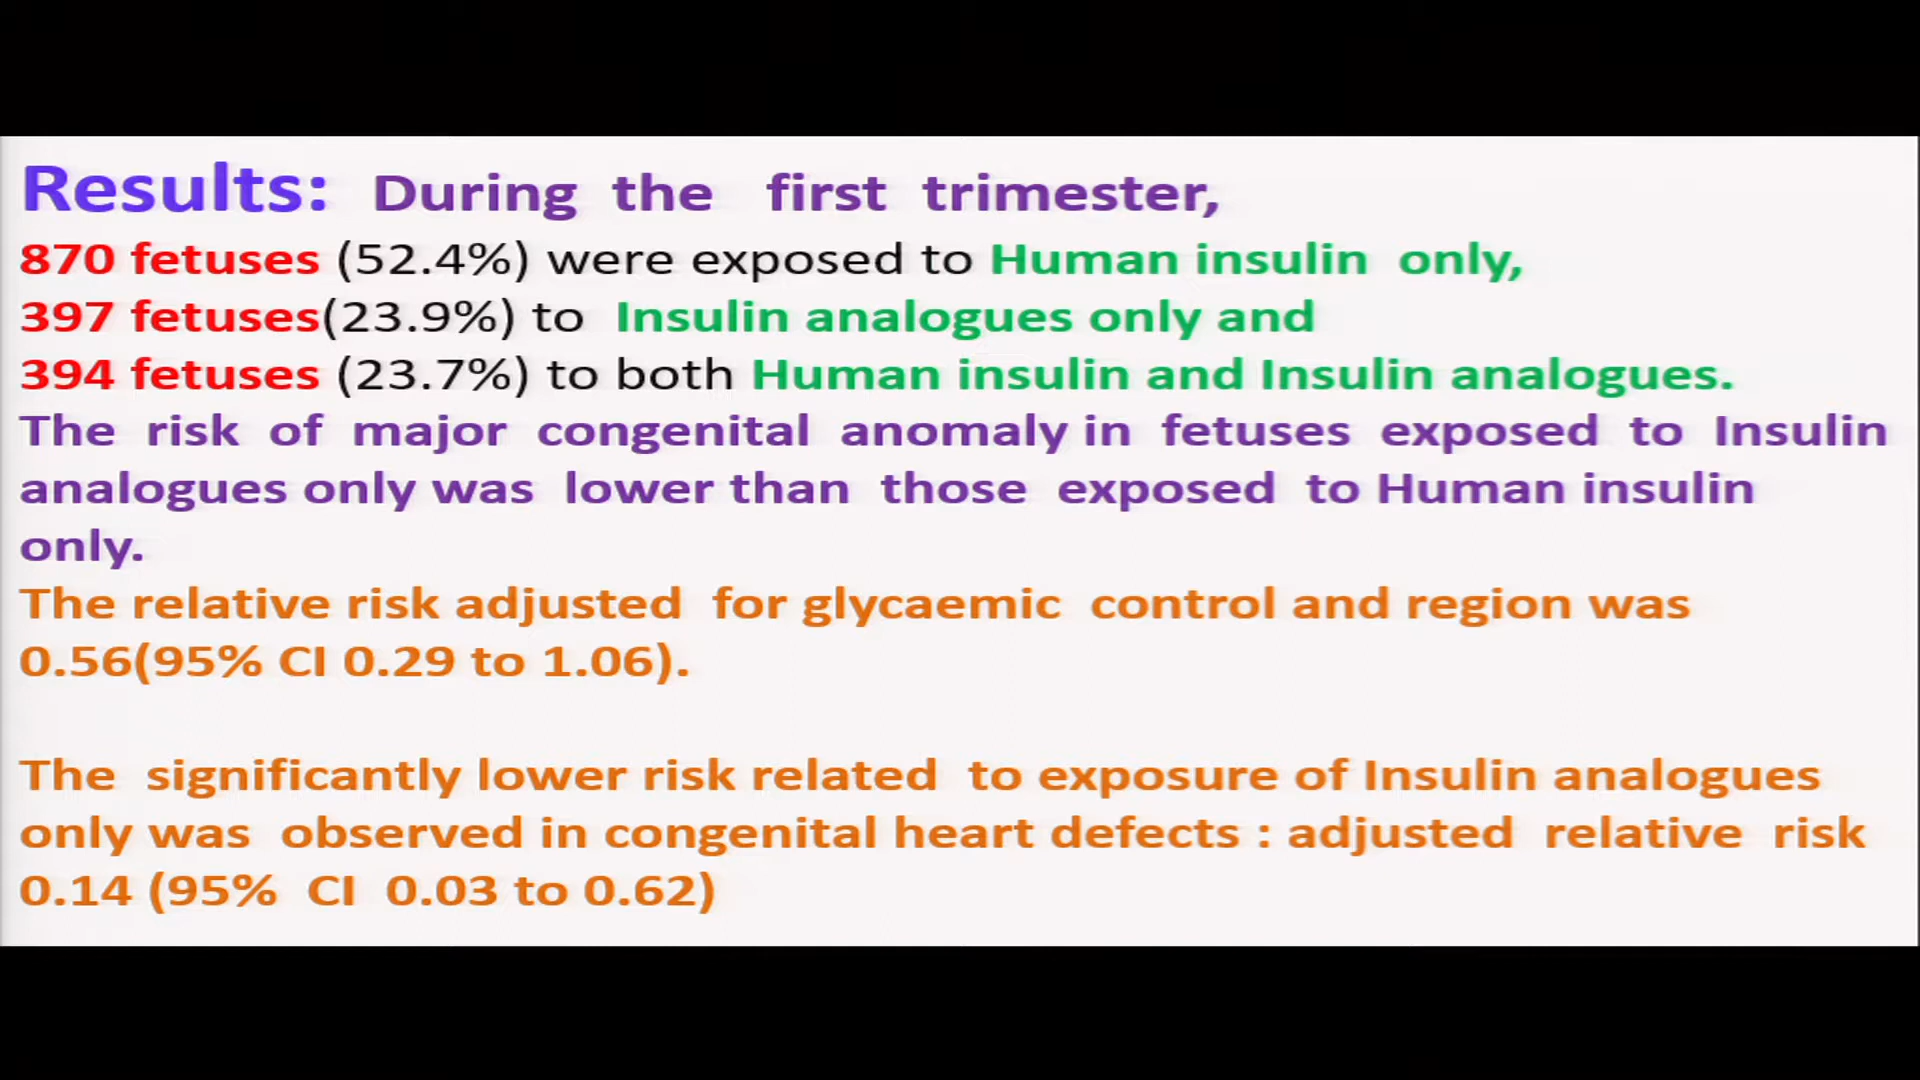 Results: During the first trimester,
870 fetuses (52.4%) were exposed to Human insulin only,
397 fetuses(23.9%) to Insulin analogues only and
394 fetuses (23.7%) to both Human insulin and Insulin analogues.
The risk of major congenital anomaly in fetuses exposed to Insulin
analogues only was lower than those exposed to Human insulin
only.
The relative risk adjusted for glycaemic control and region was
0.56(95% CI 0.29 to 1.06).
The significantly lower risk related to exposure of Insulin analogues
only was observed in congenital heart defects : adjusted relative risk
0.14 (95% CI 0.03 to 0.62)